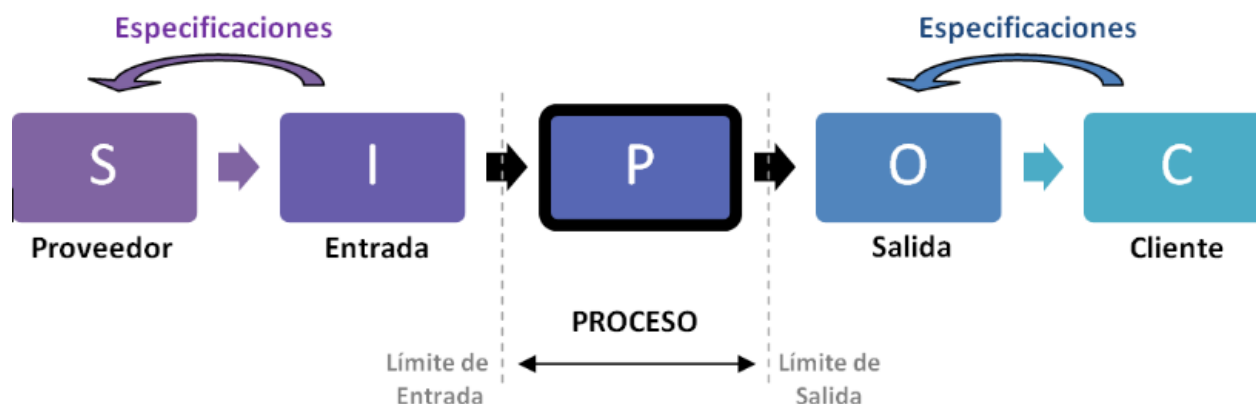 Especificaciones
Especificaciones
S
I
P
O
C
Proveedor
Entrada
Salida
Cliente
PROCESO
Límite de
Entrada
Límite de
Salida